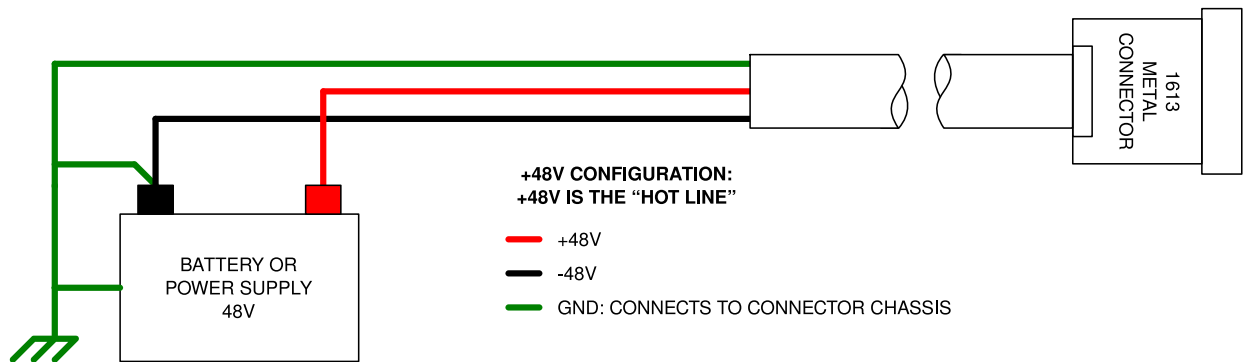 1613
METAL
CONNECTOR
+48V CONFIGURATION:
+48V IS THE “HOT LINE”
+48V
-48V
GND: CONNECTS TO CONNECTOR CHASSIS
BATTERY OR
POWER SUPPLY
48V